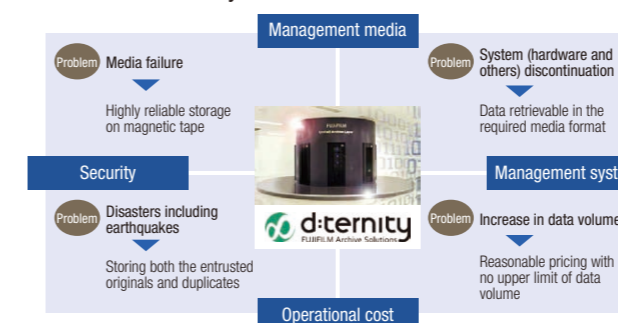 Management media
Problem
Media failure
Highly reliable storage
on magnetic tape
Problem
System (hardware and
others) discontinuation
Data retrievable in the
required media format
Security
FUJIFILM
Problem
Disasters including
earthquakes
Storing both the entrusted
originals and duplicates
d:ternity
FUJIFILM Archive Solutions
Management syst
Problem
Increase in data volume
Reasonable pricing with
no upper limit of data
volume
Operational cost